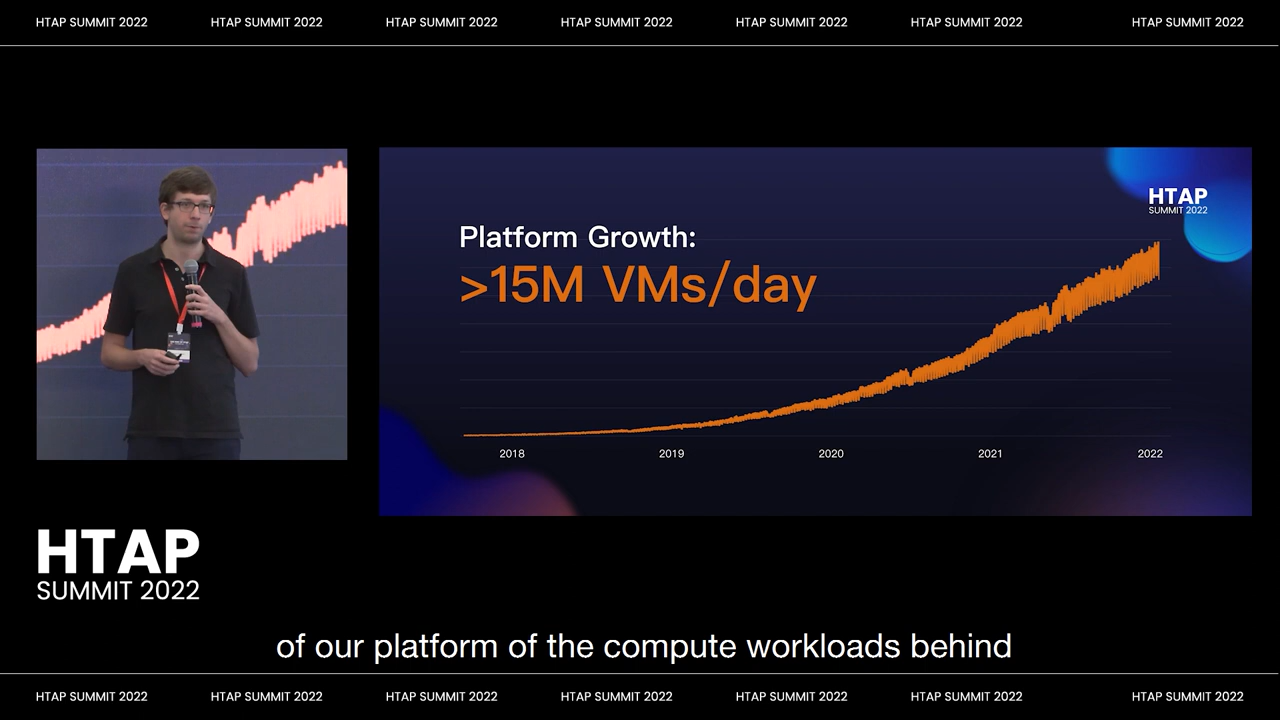 HTAP SUMMIT 2022 HTAP SUMMIT 2022 HTAP SUMMIT 2022 HTAP SUMMIT 2022 HTAP SUMMIT 2022 HTAP SUMMIT 2022 HTAP SUMMIT 2022
HTAP
SUMMIT 2022
Platform Growth:
>15M VMs/day
2018 2019 2020 2021 2022
HTAP
SUMMIT 2022
of our platform of the compute workloads behind
HTAP SUMMIT 2022 HTAP SUMMIT 2022 HTAP SUMMIT 2022 HTAP SUMMIT 2022 HTAP SUMMIT 2022 HTAP SUMMIT 2022 HTAP SUMMIT 2022